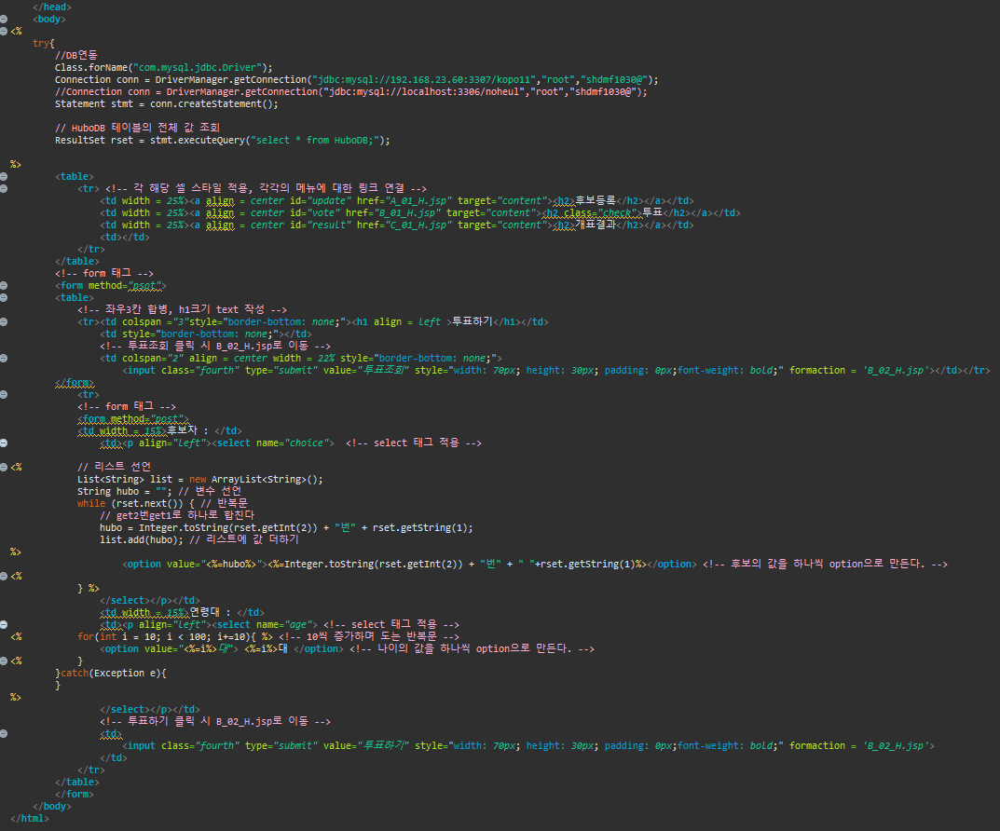 </head>
<body>
<%
try{
//DB연동
Class.forName("com.mysql.jdbc.Driver");
Connection conn = DriverManager.getConnection("jdbc:mysql://192.168.23.60:3307/kopo11","root","shdmf1030@");
//Connection conn = DriverManager.getConnection("jdbc:mysql://localhost:3306/noheul","root","shdmf1030@");
Statement stmt = conn.createStatement();
// HuboDB 테이블의 전체 값 조회
ResultSet rset = stmt.executeQuery("select * from HuboDB;");
%>
<table>
<tr> <!-- 각 해당 셀 스타일 적용, 각각의 메뉴에 대한 링크 연결 -->
<td width = 25%><a align = center id="update" href="A_01_H.jsp" target="content"><h2>후보등록</h2></a></td>
<td width = 25%><a align = center id="vote" href="B_01_H.jsp" target="content"><h2 class="check">투표</h2></a></td>
<td width = 25%><a align = center id="result" href="C_01_H.jsp" target="content"><h2>개표결과</h2></a></td>
<td></td>
</tr>
</table>
<!-- form 태그 -->
<form method="psot">
<table>
<!-- 좌우3칸 합병, h1크기 text 작성 -->
<tr><td colspan ="3"style="border-bottom: none;"><h1 align = left >투표하기</h1></td>
<td style="border-bottom: none;"></td>
<!-- 투표조회 클릭 시 B_02_H.jsp로 이동 -->
<td colspan="2" align = center width = 22% style="border-bottom: none;">
<input class="fourth" type="submit" value="투표조회" style="width: 70px; height: 30px; padding: 0px;font-weight: bold;" formaction = 'B_02_H.jsp'></td></tr>
</form>
<tr>
<!-- form 태그 -->
<form method="post">
<td width = 15%>후보자 : </td>
<td><p align="left"><select name="choice"> <!-- select 태그 적용 -->
<% // 리스트 선언
List<String> list = new ArrayList<String>();
String hubo = ""; // 변수 선언
while (rset.next()) { // 반복문
// get2번get1로 하나로 합친다
hubo = Integer.toString(rset.getInt(2)) + "번" + rset.getString(1);
list.add(hubo); // 리스트에 값 더하기
%>
<option value="<%=hubo%>"><%=Integer.toString(rset.getInt(2)) + "번" + " "+rset.getString(1)%></option> <!-- 후보의 값을 하나씩 option으로 만든다. -->
<%
} %>
</select></p></td>
<td width = 15%>연령대 : </td>
<td><p align="left"><select name="age"> <!-- select 태그 적용 -->
<% for(int i = 10; i < 100; i+=10){ %> <!-- 10씩 증가하며 도는 반복문 -->
<option value="<%=i%>대"> <%=i%>대 </option> <!-- 나이의 값을 하나씩 option으로 만든다. -->
<% }
}catch(Exception e){
}
%>
</select></p></td>
<!-- 투표하기 클릭 시 B_02_H.jsp로 이동 -->
<td>
<input class="fourth" type="submit" value="투표하기" style="width: 70px; height: 30px; padding: 0px;font-weight: bold;" formaction = 'B_02_H.jsp'>
</td>
</tr>
</table>
</form>
</body>
</html>